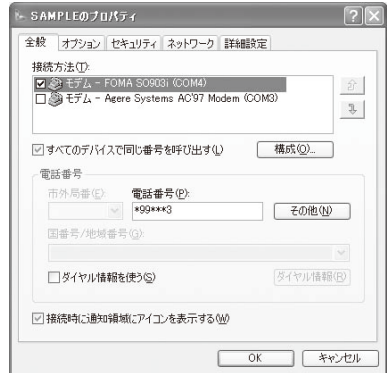 SAMPLEのプロパティ
全般 オプション セキュリティ ネットワーク 詳細設定
接続方法(T):
モデム - FOMA SO903i (COM4)
モデム - Agere Systems AC'97 Modem (COM3)
すべてのデバイスで同じ番号を呼び出す(L) 構成(O)...
電話番号
市外局番(E): 電話番号(P):
*99***3 その他(N)
国番号/地域番号(G):
ダイヤル情報を使う(S) ダイヤル情報(R)
接続時に通知領域にアイコンを表示する(W)
OK キャンセル